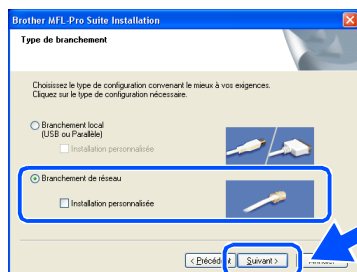 Brother MFL-Pro Suite Installation
Type de branchement
Choisissez le type de configuration convenant le mieux à vos exigences.
Cliquez sur le type de configuration nécessaire.
Branchement local
(USB ou Parallèle)
Installation personnalisée
Branchement de réseau
Installation personnalisée
< Précédent
Suivant >